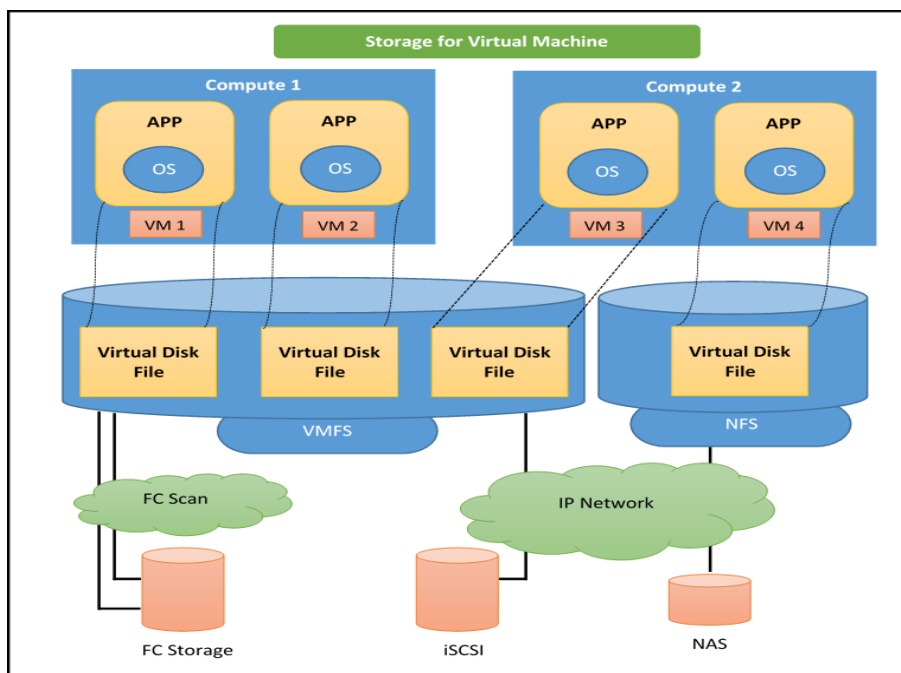 Storage for Virtual Machine
Compute 1
Compute 2
APP
APP
APP
APP
OS
OS
OS
OS
VM 1
VM 2
VM 3
VM 4
Virtual Disk
File
Virtual Disk
File
Virtual Disk
File
Virtual Disk
File
VMFS
NFS
FC Scan
IP Network
FC Storage
iSCSI
NAS